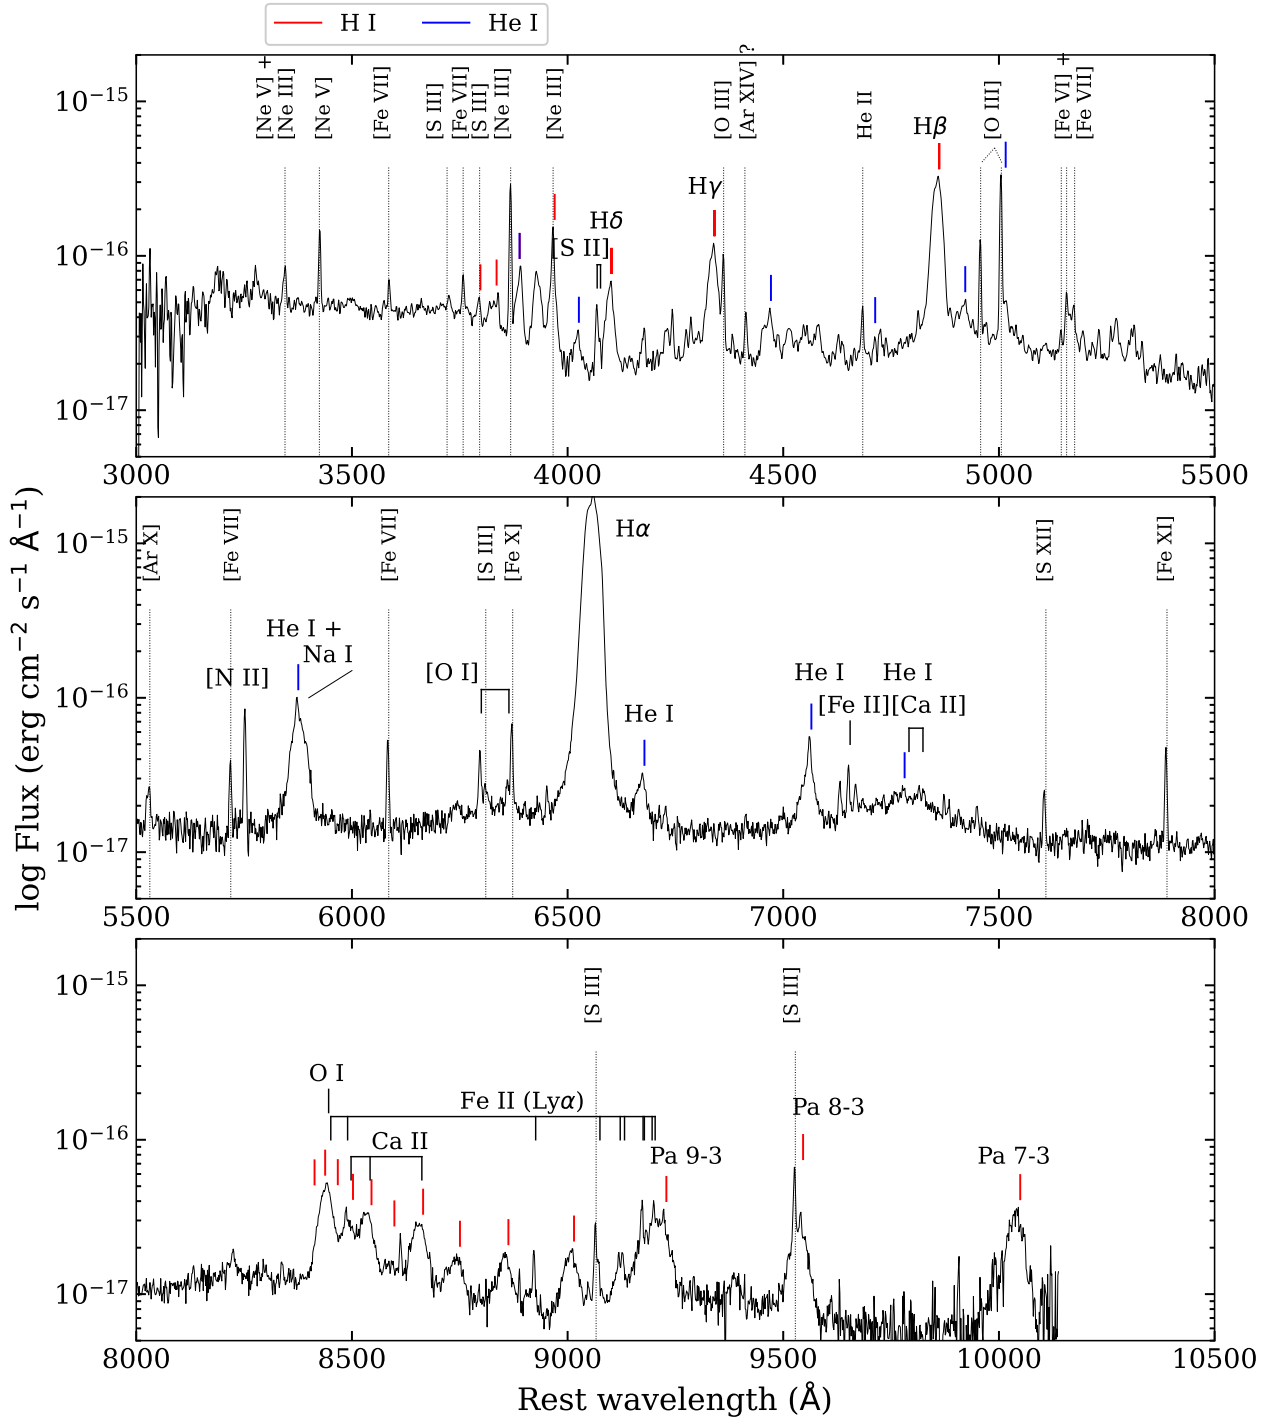 H I He I
[Ne V] +
[Ne III]
[Ne V]
[Fe VII]
[S III]
[Fe VII]
[S III]
[Ne III]
[Ne III]
[O III]
[Ar XIV] ?
He II
[O III]
[Fe VI] +
[Fe VII]
[S II]
Hδ
Hγ
Hβ
10⁻¹⁵
10⁻¹⁶
10⁻¹⁷
3000 3500 4000 4500 5000 5500
log Flux (erg cm⁻² s⁻¹ Å⁻¹)
[Ar X]
[Fe VII]
[Fe VII]
[S III]
[Fe X]
Hα
[S XII]
[Fe XI]
He I +
Na I
[N II]
[O I]
He I
He I
He I
[Fe II]
[Ca II]
10⁻¹⁵
10⁻¹⁶
10⁻¹⁷
5500 6000 6500 7000 7500 8000
[S III]
[S III]
O I
Fe II (Lyα)
Ca II
Pa 9-3
Pa 8-3
Pa 7-3
10⁻¹⁵
10⁻¹⁶
10⁻¹⁷
8000 8500 9000 9500 10000 10500
Rest wavelength (Å)